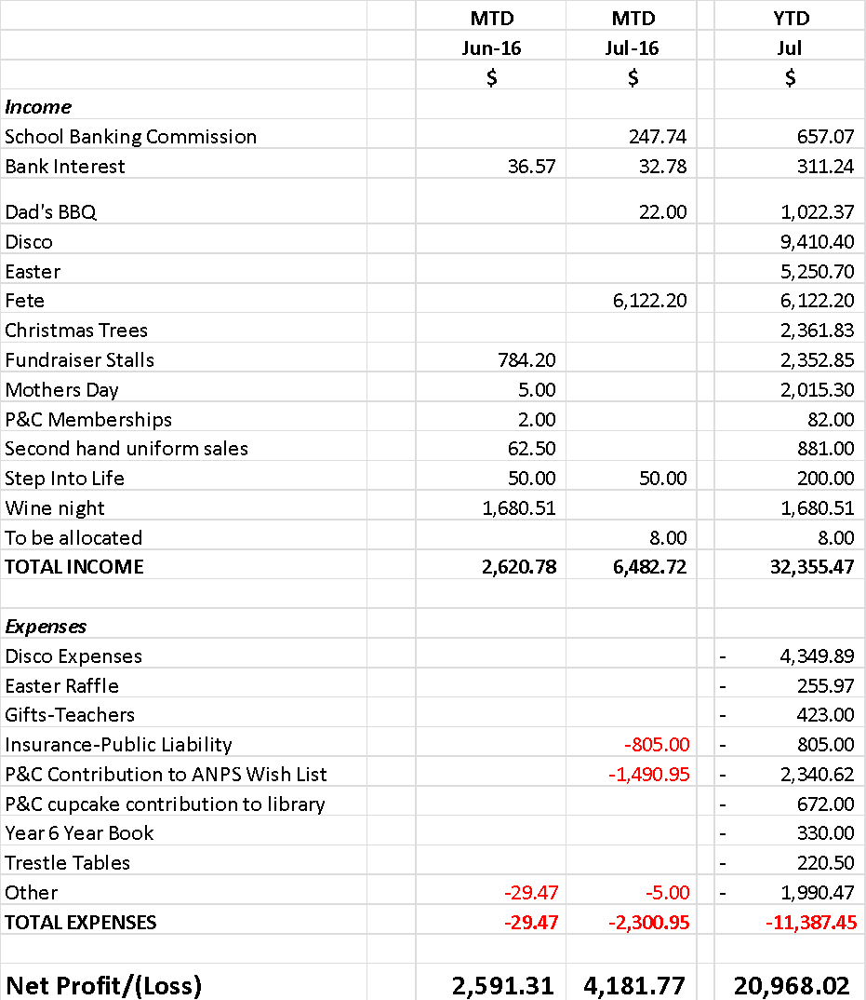 MTD MTD YTD
Jun-16 Jul-16 Jul
$ $ $
Income
School Banking Commission 247.74 657.07
Bank Interest 36.57 32.78 311.24
Dad's BBQ 22.00 1,022.37
Disco 9,410.40
Easter 5,250.70
Fete 6,122.20 6,122.20
Christmas Trees 2,361.83
Fundraiser Stalls 784.20 2,352.85
Mothers Day 5.00 2,015.30
P&C Memberships 2.00 82.00
Second hand uniform sales 62.50 881.00
Step Into Life 50.00 50.00 200.00
Wine night 1,680.51 1,680.51
To be allocated 8.00 8.00
TOTAL INCOME 2,620.78 6,482.72 32,355.47
Expenses
Disco Expenses - 4,349.89
Easter Raffle - 255.97
Gifts-Teachers - 423.00
Insurance-Public Liability -805.00 - 805.00
P&C Contribution to ANPS Wish List -1,490.95 - 2,340.62
P&C cupcake contribution to library - 672.00
Year 6 Year Book - 330.00
Trestle Tables - 220.50
Other -29.47 -5.00 - 1,990.47
TOTAL EXPENSES -29.47 -2,300.95 -11,387.45
Net Profit/(Loss) 2,591.31 4,181.77 20,968.02